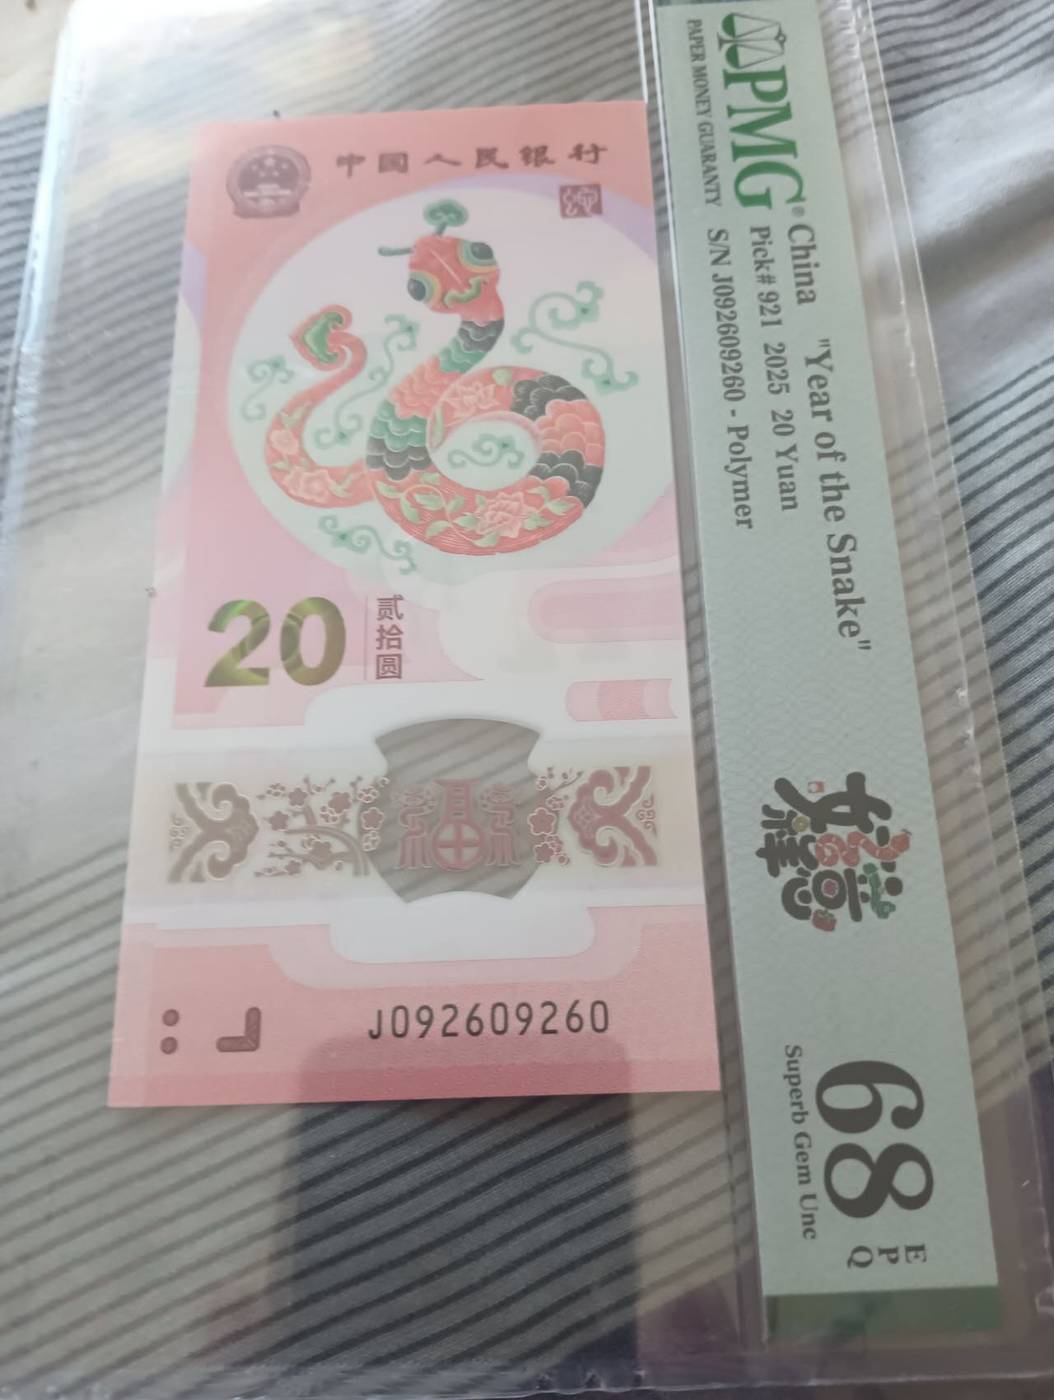 中国人民银行
20
贰拾圆
J092609260
PMG
PAPER MONEY GUARANTY
China "Year of the Snake"
Pick# 921 2025 20 Yuan
S/N J092609260 - Polymer
68
EPQ
Superb Gem Unc